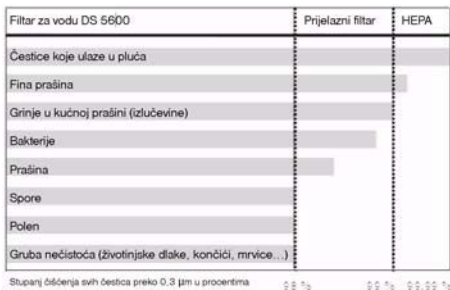 Filtar za vodu DS 5600 Prijelazni filtar HEPA
Čestice koje ulaze u pluća
Fina prašina
Grinje u kućnoj prašini (izlučevine)
Bakterije
Prašina
Spore
Polen
Gruba nečistoća (životinjske dlake, končići, mrvice…)
Stupanj čišćenja svih čestica preko 0,3 µm u procentima